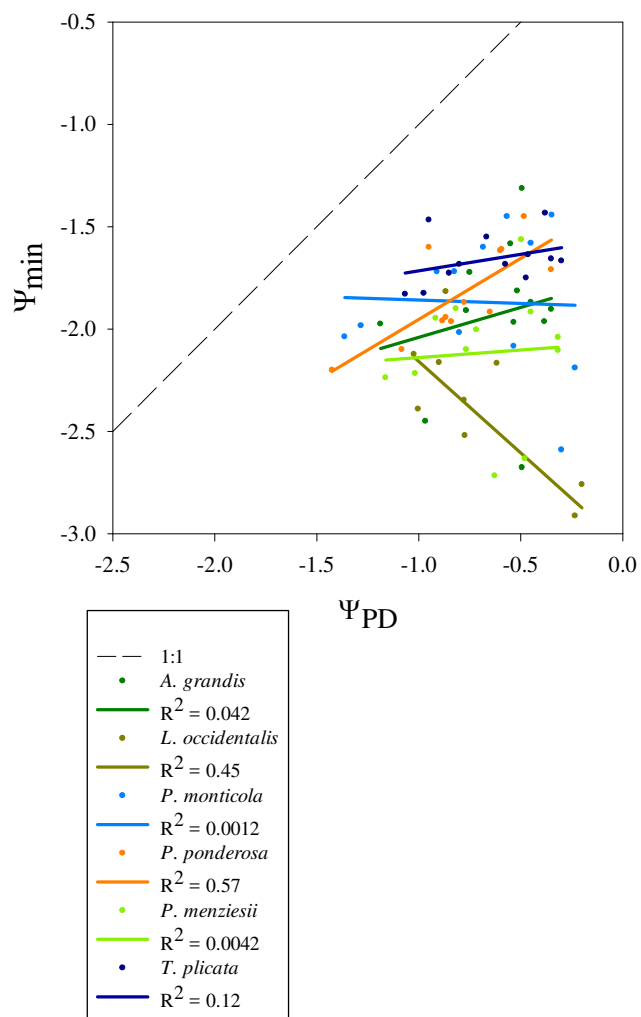 -0.5
-1.0
-1.5
-2.0
-2.5
-3.0
Ψmin
-2.5 -2.0 -1.5 -1.0 -0.5 0.0
ΨPD
1:1
A. grandis
R² = 0.042
L. occidentalis
R² = 0.45
P. monticola
R² = 0.0012
P. ponderosa
R² = 0.57
P. menziesii
R² = 0.0042
T. plicata
R² = 0.12